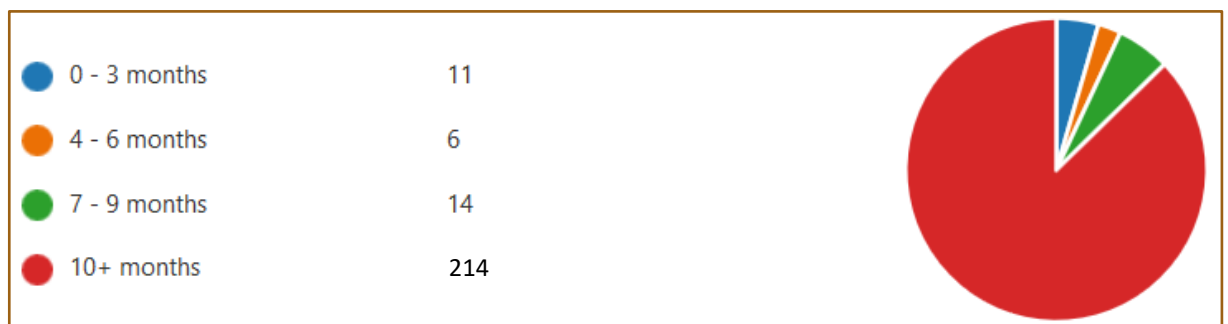 0 - 3 months 11
4 - 6 months 6
7 - 9 months 14
10+ months 214